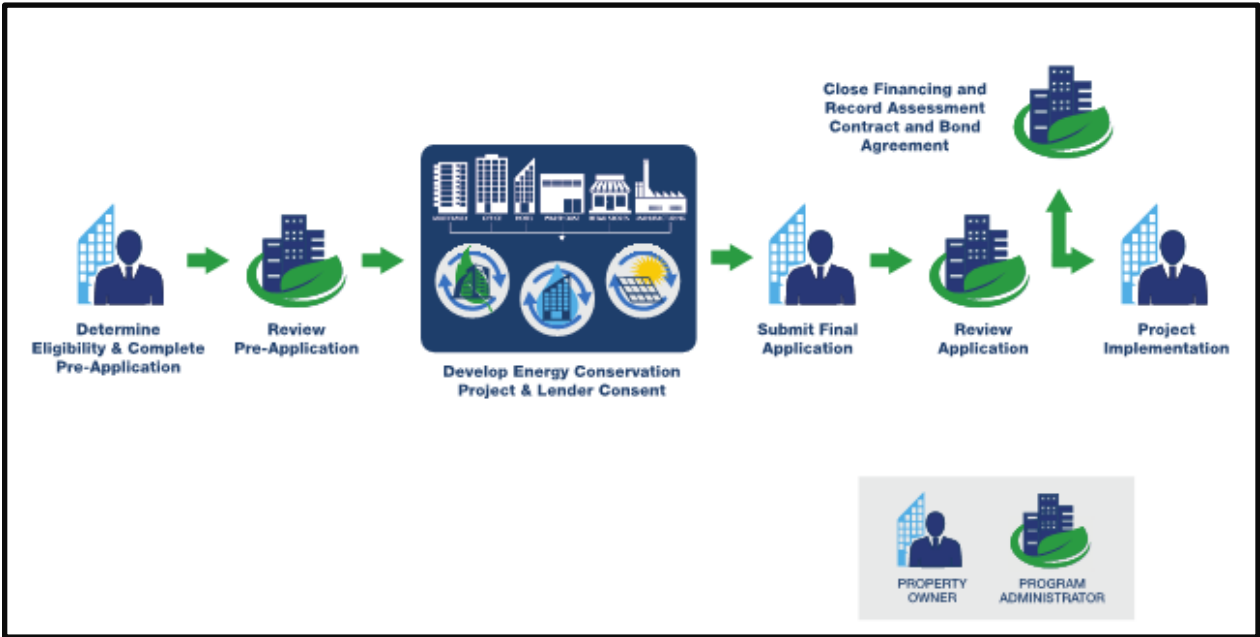 Close Financing and
Record Assessment
Contract and Bond
Agreement
Determine
Eligibility & Complete
Pre-Application
Review
Pre-Application
Develop Energy Conservation
Project & Lender Consent
Submit Final
Application
Review
Application
Project
Implementation
PROPERTY
OWNER
PROGRAM
ADMINISTRATOR